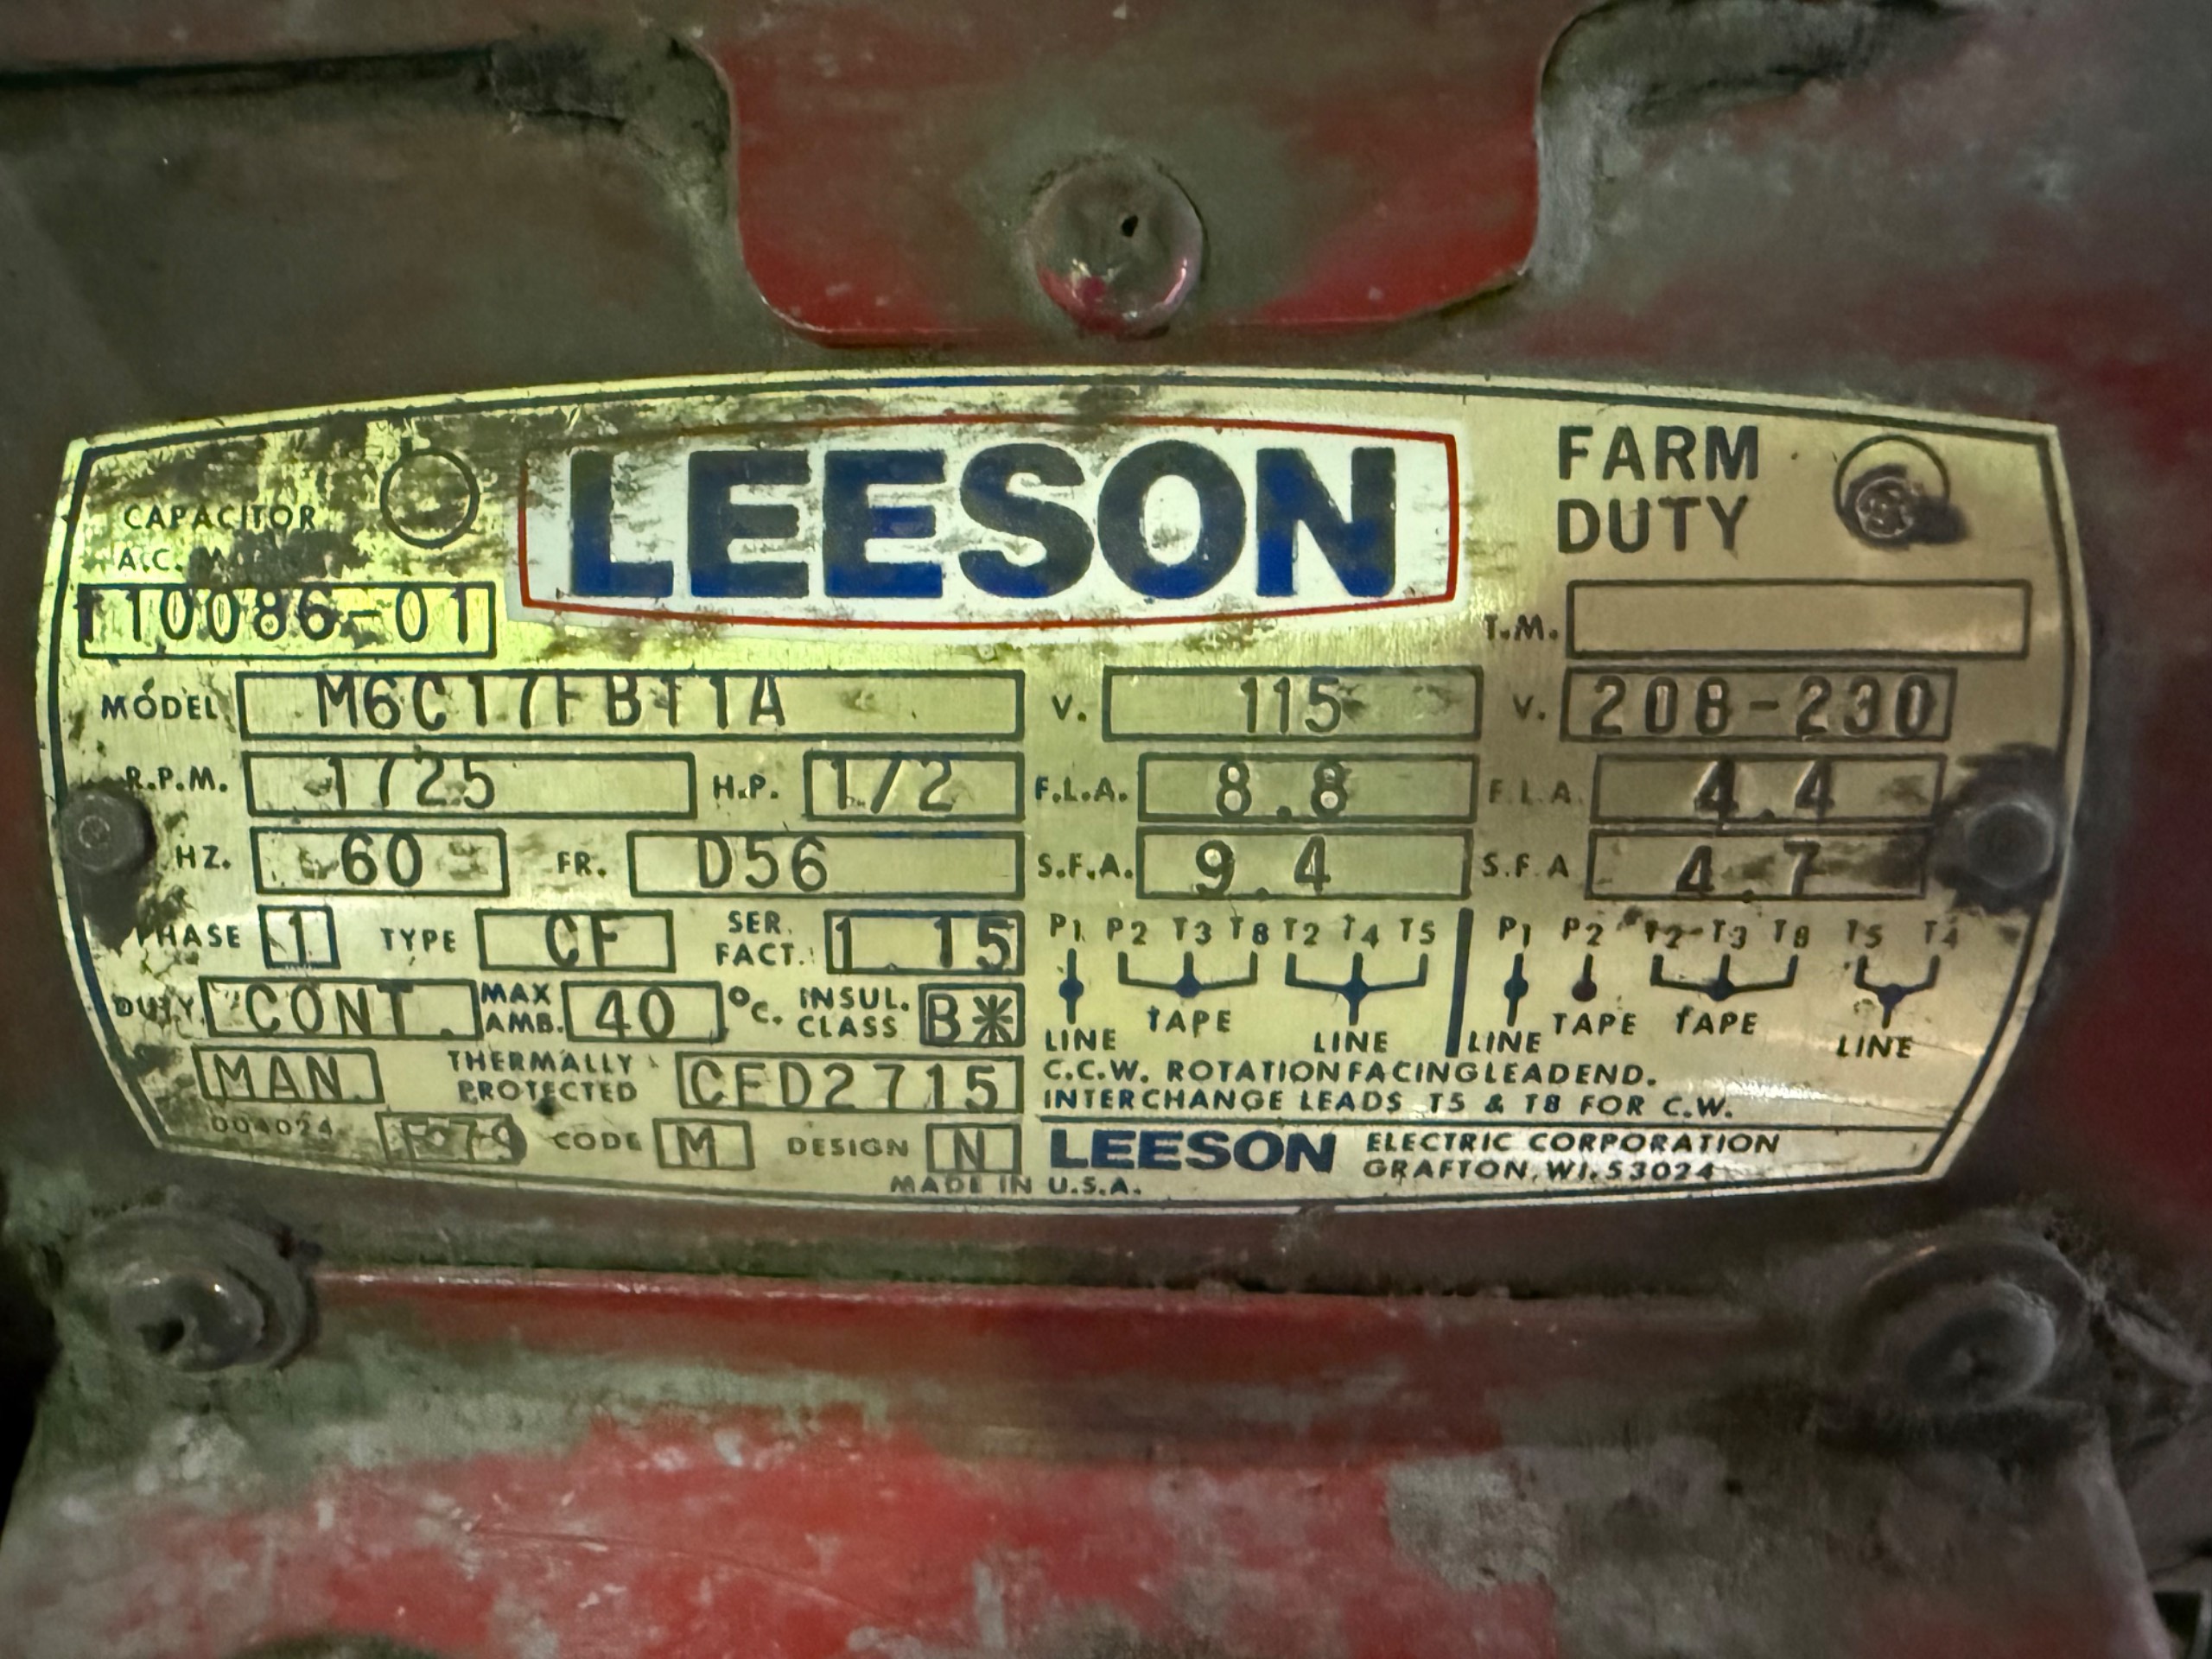 LEESON
FARM
DUTY
CAPACITOR
A.C.
110086-01
T.M.
MODEL M6C17FB11A V. 115 V. 208-230
R.P.M. 1725 H.P. 1/2 F.L.A. 8.8 F.L.A. 4.4
HZ. 60 FR. D56 S.F.A. 9.4 S.F.A 4.7
PHASE 1 TYPE CF SER. FACT. 1.15
P1 P2 T3 T8 T2 T4 T5
P1 P2 T2 T3 T8 T5 T4
DUTY CONT. MAX AMB. 40 °C. INSUL. CLASS B*
LINE TAPE LINE
LINE TAPE TAPE LINE
MAN. THERMALLY PROTECTED CED2715
C.C.W. ROTATION FACING LEAD END.
INTERCHANGE LEADS T5 & T8 FOR C.W.
004024 CODE M DESIGN N
LEESON ELECTRIC CORPORATION
GRAFTON, WI. 53024
MADE IN U.S.A.